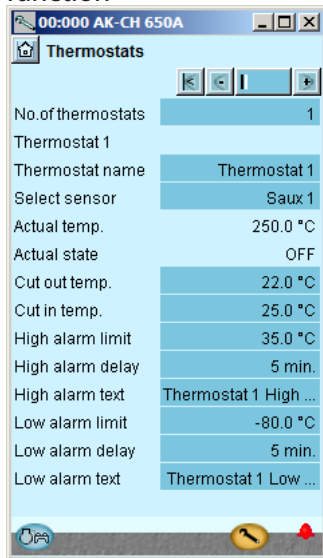 00:000 AK-CH 650A
Thermostats
No.of thermostats 1
Thermostat 1
Thermostat name Thermostat 1
Select sensor Saux 1
Actual temp. 250.0 °C
Actual state OFF
Cut out temp. 22.0 °C
Cut in temp. 25.0 °C
High alarm limit 35.0 °C
High alarm delay 5 min.
High alarm text Thermostat 1 High ...
Low alarm limit -80.0 °C
Low alarm delay 5 min.
Low alarm text Thermostat 1 Low ...